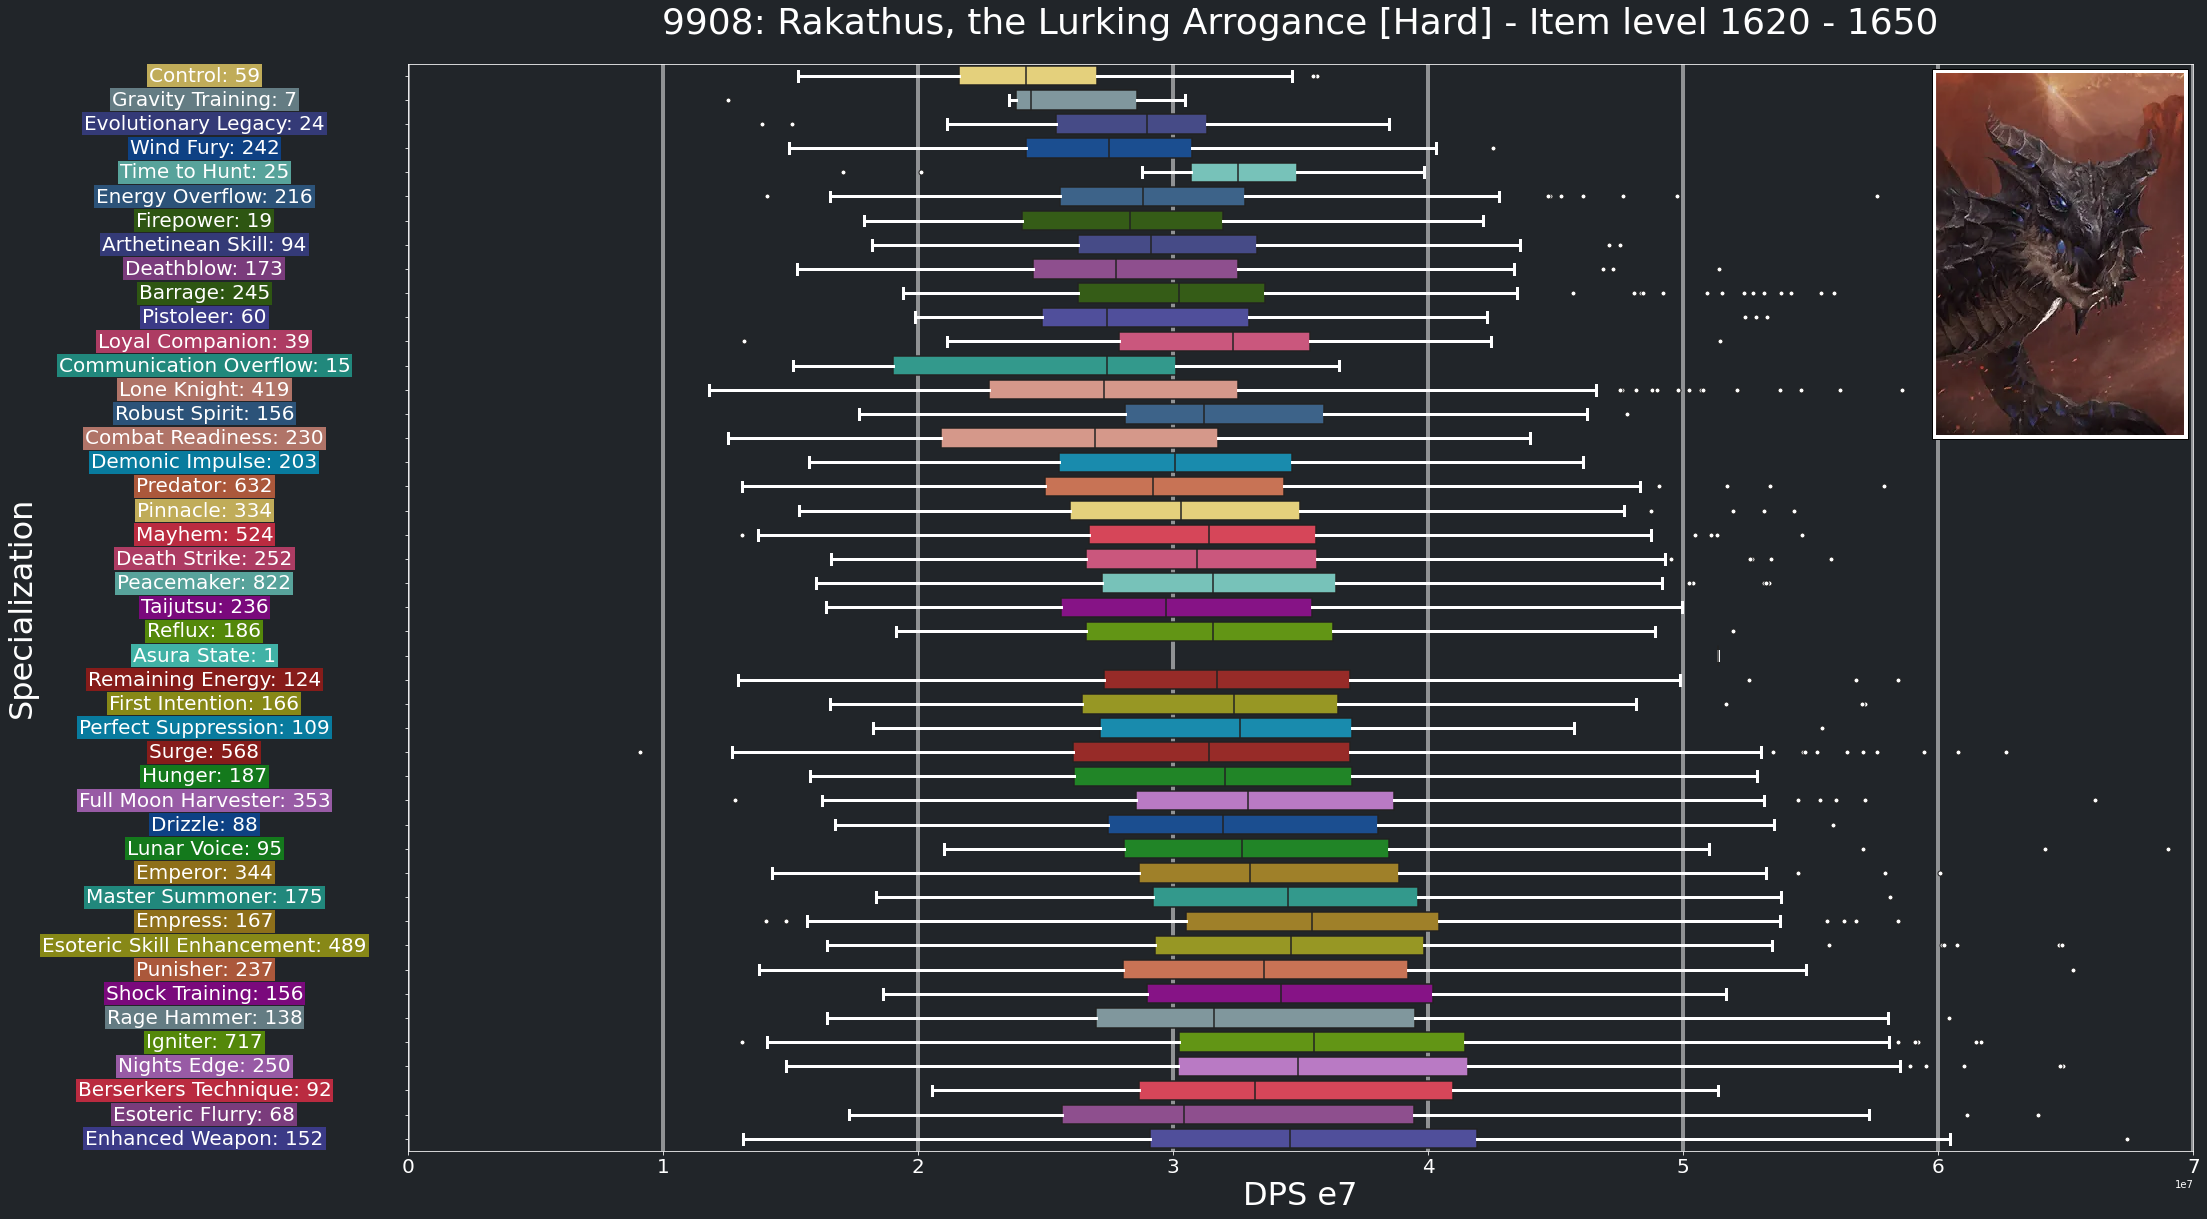 9908: Rakathus, the Lurking Arrogance [Hard] - Item level 1620 - 1650
Specialization
Control: 59
Gravity Training: 7
Evolutionary Legacy: 24
Wind Fury: 242
Time to Hunt: 25
Energy Overflow: 216
Firepower: 19
Arthetinean Skill: 94
Deathblow: 173
Barrage: 245
Pistoleer: 60
Loyal Companion: 39
Communication Overflow: 15
Lone Knight: 419
Robust Spirit: 156
Combat Readiness: 230
Demonic Impulse: 203
Predator: 632
Pinnacle: 334
Mayhem: 524
Death Strike: 252
Peacemaker: 822
Taijutsu: 236
Reflux: 186
Asura State: 1
Remaining Energy: 124
First Intention: 166
Perfect Suppression: 109
Surge: 568
Hunger: 187
Full Moon Harvester: 353
Drizzle: 88
Lunar Voice: 95
Emperor: 344
Master Summoner: 175
Empress: 167
Esoteric Skill Enhancement: 489
Punisher: 237
Shock Training: 156
Rage Hammer: 138
Igniter: 717
Nights Edge: 250
Berserkers Technique: 92
Esoteric Flurry: 68
Enhanced Weapon: 152
0 1 2 3 4 5 6 7
1e7
DPS e7